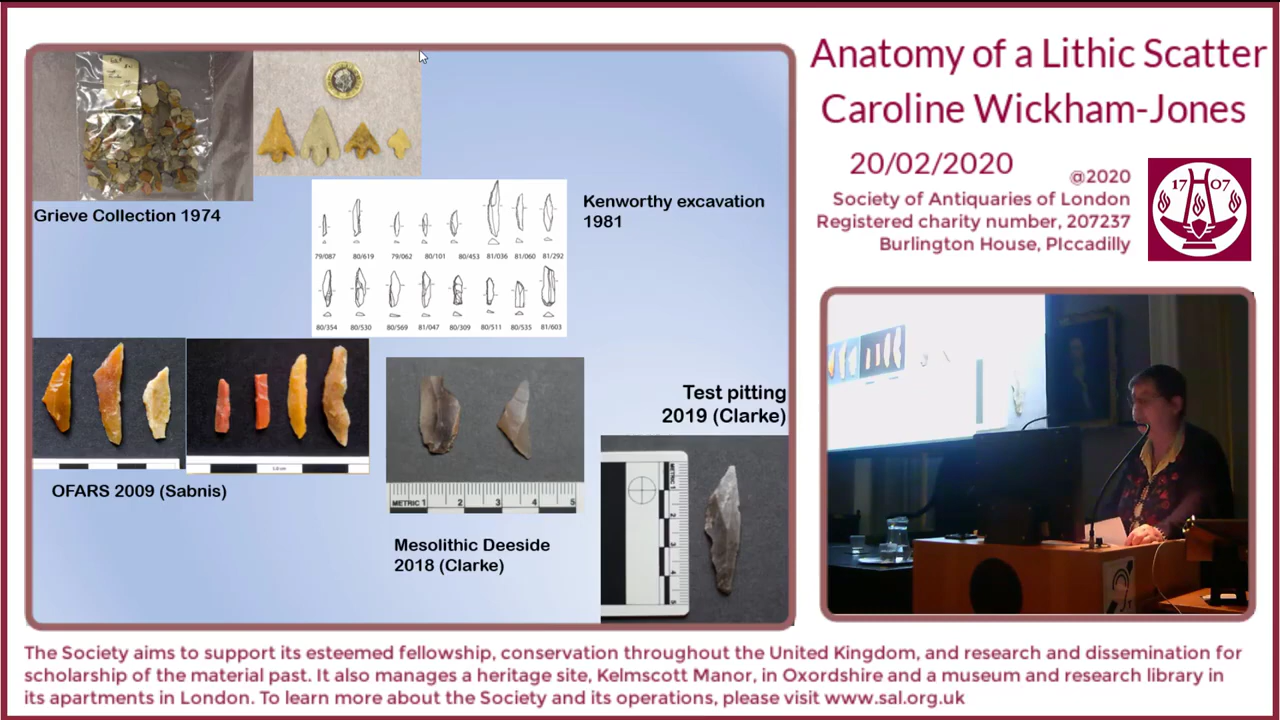 Anatomy of a Lithic Scatter
Caroline Wickham-Jones
20/02/2020
@2020
Society of Antiquaries of London
Registered charity number, 207237
Burlington House, PIccadilly
17 07
Grieve Collection 1974
Kenworthy excavation
1981
79/087 80/619 79/062 80/101 80/453 81/036 81/060 81/292
80/354 80/530 80/569 81/047 80/309 80/511 80/535 81/603
OFARS 2009 (Sabnis)
METRIC 1 2 3 4 5
Mesolithic Deeside
2018 (Clarke)
Test pitting
2019 (Clarke)
The Society aims to support its esteemed fellowship, conservation throughout the United Kingdom, and research and dissemination for
scholarship of the material past. It also manages a heritage site, Kelmscott Manor, in Oxordshire and a museum and research library in
its apartments in London. To learn more about the Society and its operations, please visit www.sal.org.uk